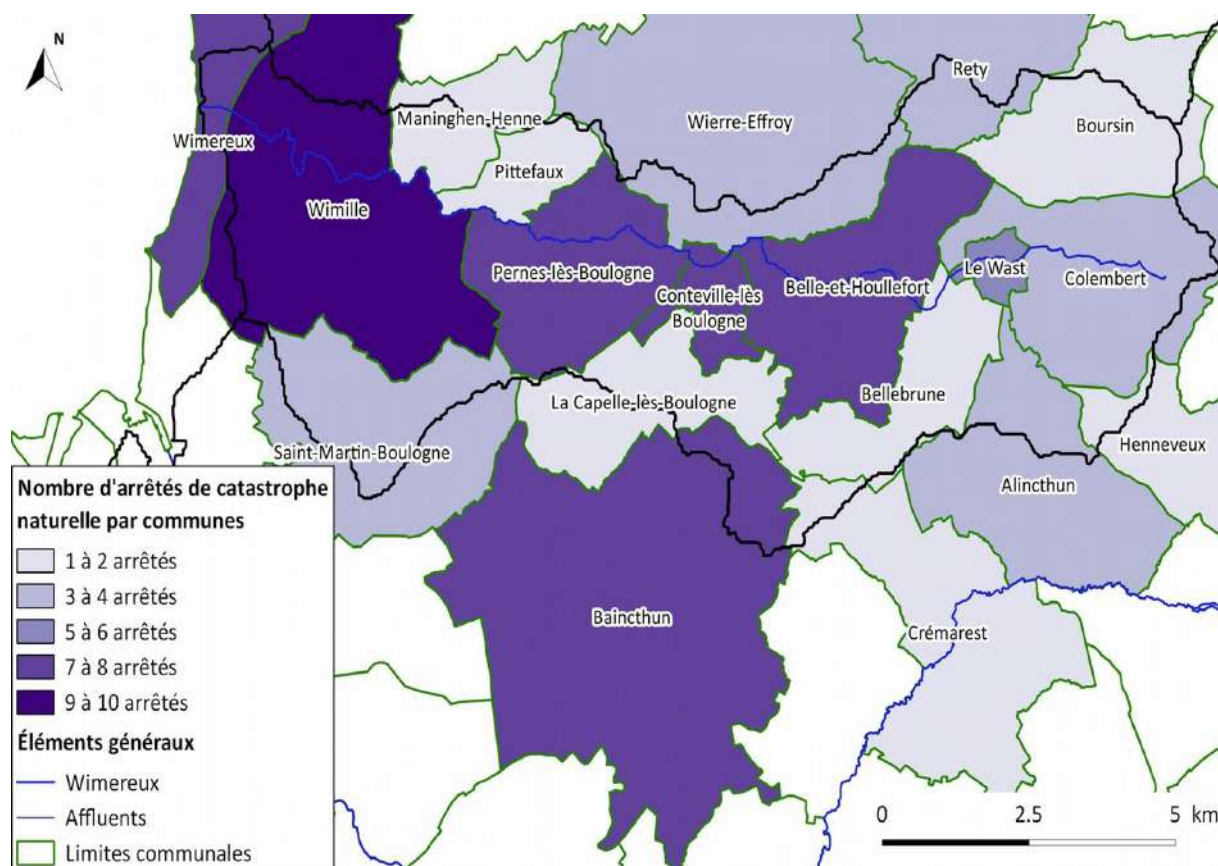 N
Rety
Maninghen-Henne
Wierre-Effroy
Boursin
Wimereux
Pittefaux
Wimille
Pernes-lès-Boulogne
Le Wast
Colembert
Conteville-lès
Boulogne
Belle-et-Houllefort
Bellebrune
La Capelle-lès-Boulogne
Saint-Martin-Boulogne
Henneveux
Alincthun
Baincthun
Crémarest
Nombre d'arrêtés de catastrophe
naturelle par communes
1 à 2 arrêtés
3 à 4 arrêtés
5 à 6 arrêtés
7 à 8 arrêtés
9 à 10 arrêtés
Éléments généraux
Wimereux
Affluents
Limites communales
0 2.5 5 km